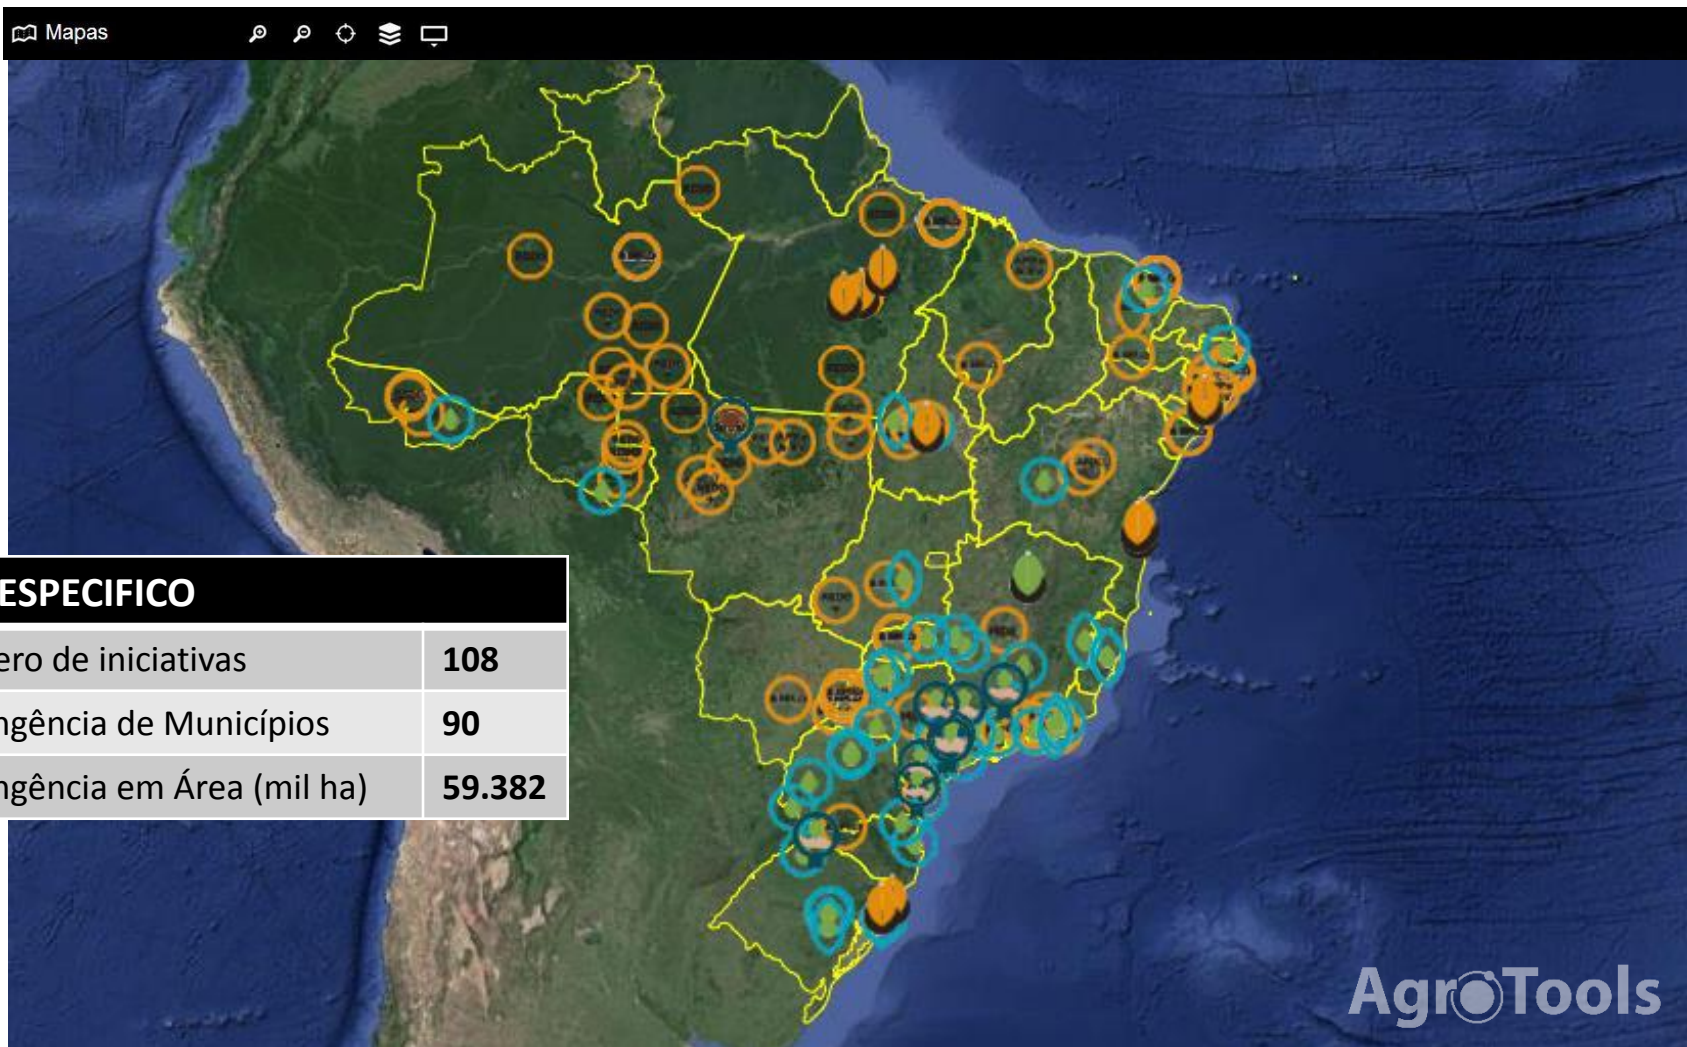 Mapas
ESPECIFICO
ero de iniciativas 108
ngência de Municípios 90
ngência em Área (mil ha) 59.382
AgroTools